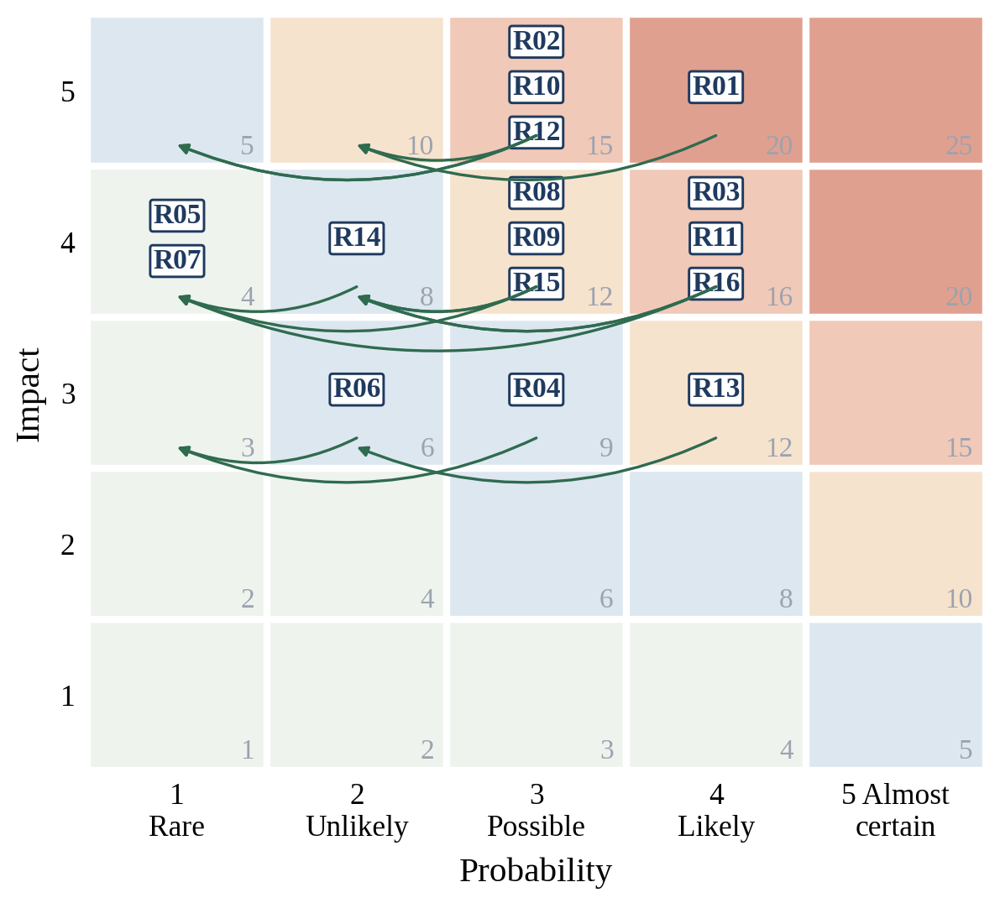 R02
R10
R01
5
R12
5
10
15
20
25
R08
R03
R05
R09
R11
4
R14
R07
R15
R16
4
8
12
16
20
Impact
3
R06
R04
R13
3
6
9
12
15
2
2
4
6
8
10
1
1
2
3
4
5
1
2
3
4
5 Almost
Rare
Unlikely
Possible
Likely
certain
Probability